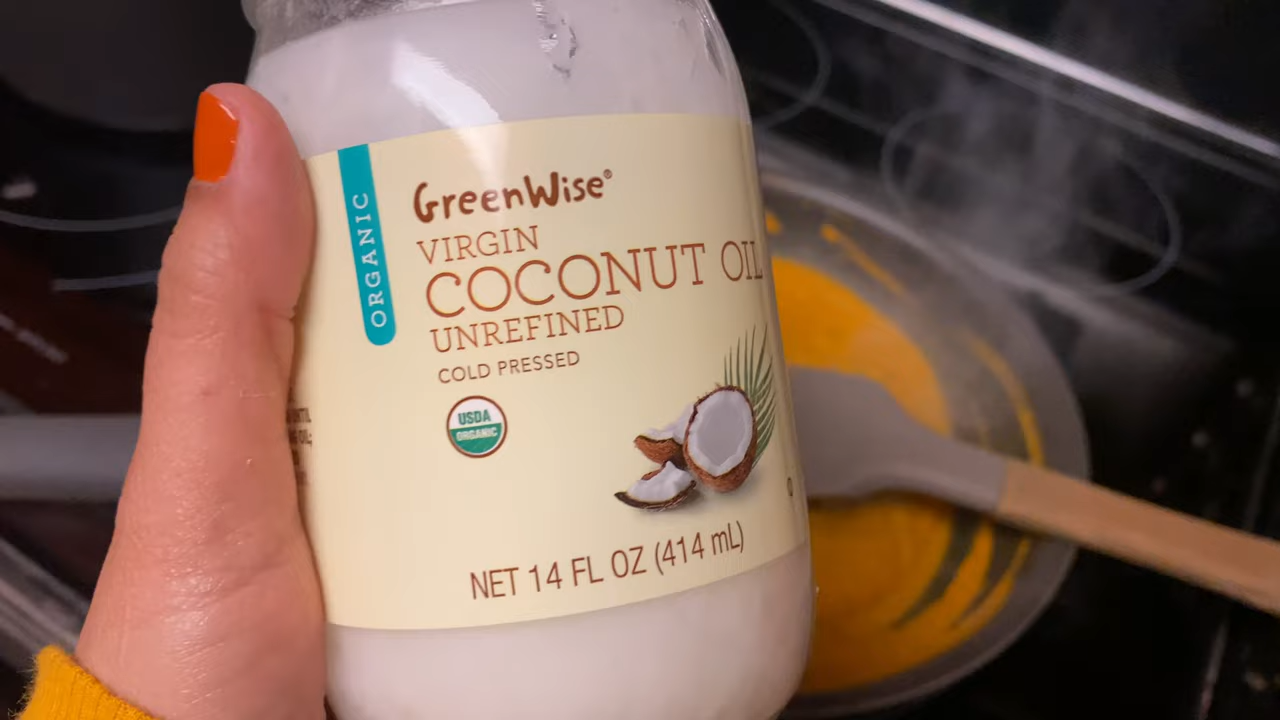 ORGANIC
GreenWise®
VIRGIN
COCONUT OIL
UNREFINED
COLD PRESSED
USDA
ORGANIC
NET 14 FL OZ (414 mL)